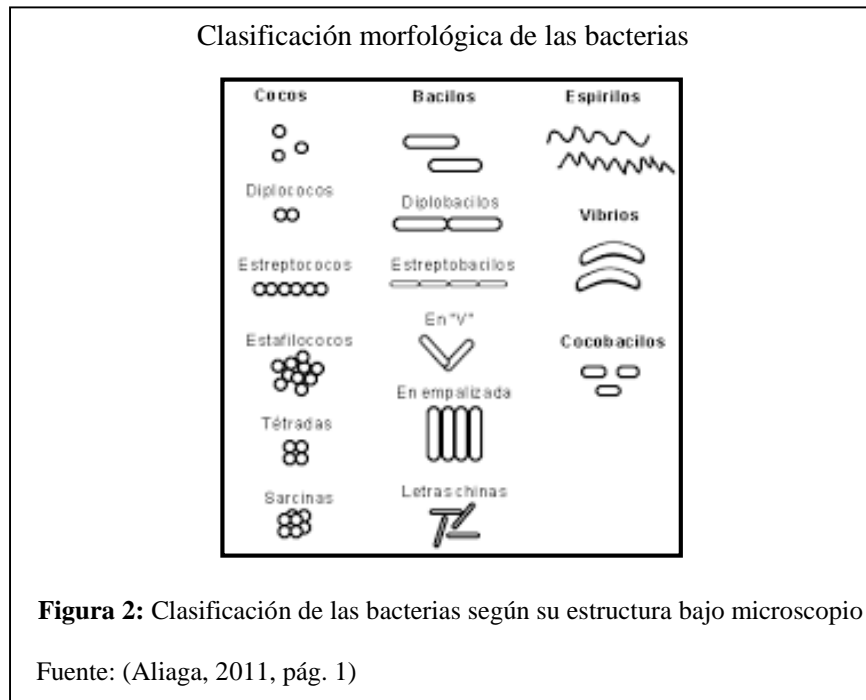 Clasificación morfológica de las bacterias
Cocos
Diplococos
Estreptococos
Estafilococos
Tétradas
Sarcinas
Bacilos
Diplobacilos
Estreptobacilos
En "V"
En empalizada
Letras chinas
Espirilos
Vibrios
Cocobacilos
Figura 2: Clasificación de las bacterias según su estructura bajo microscopio
Fuente: (Aliaga, 2011, pág. 1)